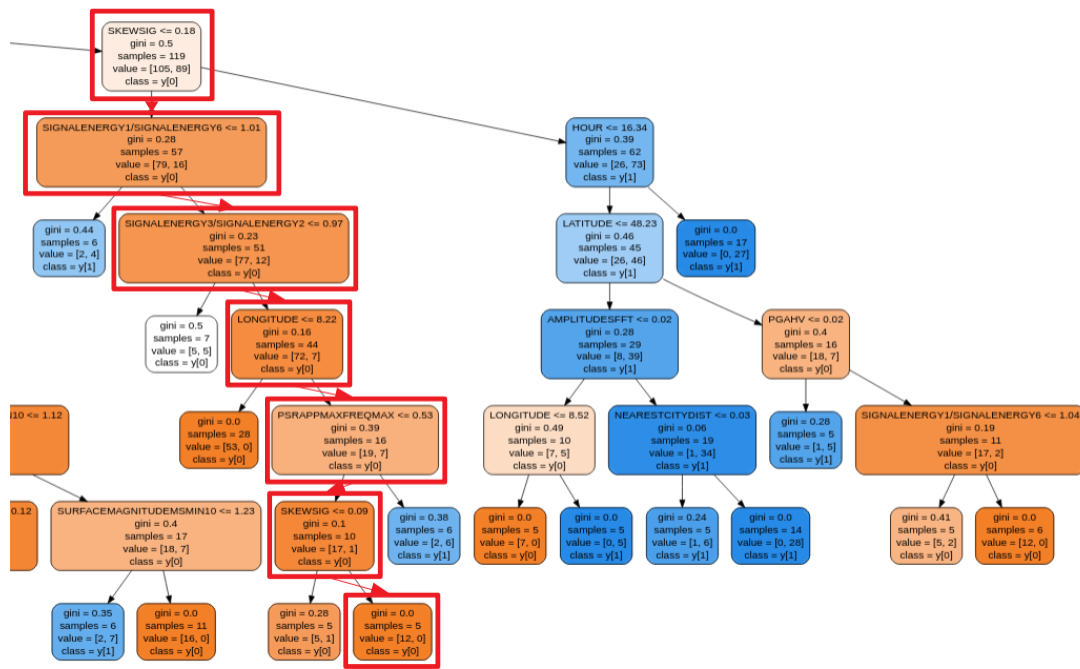 SKEWSIG <= 0.18
gini = 0.5
samples = 119
value = [105, 89]
class = y[0]
SIGNALENERGY1/SIGNALENERGY6 <= 1.01
gini = 0.28
samples = 57
value = [79, 16]
class = y[0]
HOUR <= 16.34
gini = 0.39
samples = 62
value = [26, 73]
class = y[1]
gini = 0.44
samples = 6
value = [2, 4]
class = y[1]
SIGNALENERGY3/SIGNALENERGY2 <= 0.97
gini = 0.23
samples = 51
value = [77, 12]
class = y[0]
LATITUDE <= 48.23
gini = 0.46
samples = 45
value = [26, 46]
class = y[1]
gini = 0.0
samples = 17
value = [0, 27]
class = y[1]
gini = 0.5
samples = 7
value = [5, 5]
class = y[0]
LONGITUDE <= 8.22
gini = 0.16
samples = 44
value = [72, 7]
class = y[0]
AMPLITUDESFFT <= 0.02
gini = 0.28
samples = 29
value = [8, 39]
class = y[1]
PGAHV <= 0.02
gini = 0.4
samples = 16
value = [18, 7]
class = y[0]
10 <= 1.12
gini = 0.0
samples = 28
value = [53, 0]
class = y[0]
PSRAPPMAXFREQMAX <= 0.53
gini = 0.39
samples = 16
value = [19, 7]
class = y[0]
LONGITUDE <= 8.52
gini = 0.49
samples = 10
value = [7, 5]
class = y[0]
NEARESTCITYDIST <= 0.03
gini = 0.06
samples = 19
value = [1, 34]
class = y[1]
gini = 0.28
samples = 5
value = [1, 5]
class = y[1]
SIGNALENERGY1/SIGNALENERGY6 <= 1.04
gini = 0.19
samples = 11
value = [17, 2]
class = y[0]
0.12
SURFACEMAGNITUDEMSMIN10 <= 1.23
gini = 0.4
samples = 17
value = [18, 7]
class = y[0]
SKEWSIG <= 0.09
gini = 0.1
samples = 10
value = [17, 1]
class = y[0]
gini = 0.38
samples = 6
value = [2, 6]
class = y[1]
gini = 0.0
samples = 5
value = [7, 0]
class = y[0]
gini = 0.0
samples = 5
value = [0, 5]
class = y[1]
gini = 0.24
samples = 5
value = [1, 6]
class = y[1]
gini = 0.0
samples = 14
value = [0, 28]
class = y[1]
gini = 0.41
samples = 5
value = [5, 2]
class = y[0]
gini = 0.0
samples = 6
value = [12, 0]
class = y[0]
gini = 0.35
samples = 6
value = [2, 7]
class = y[1]
gini = 0.0
samples = 11
value = [16, 0]
class = y[0]
gini = 0.28
samples = 5
value = [5, 1]
class = y[0]
gini = 0.0
samples = 5
value = [12, 0]
class = y[0]